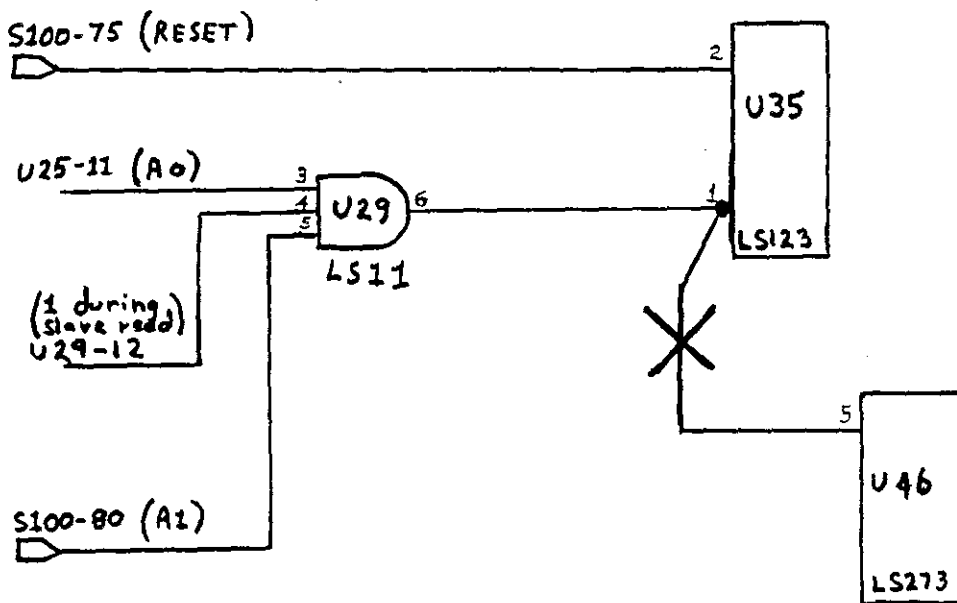 S100-75 (RESET)
2
U35
U25-11 (A0)
3
4
5
U29
6
1
LS123
LS11
(1 during
(slave read)
U29-12
5
U46
S100-80 (A1)
LS273